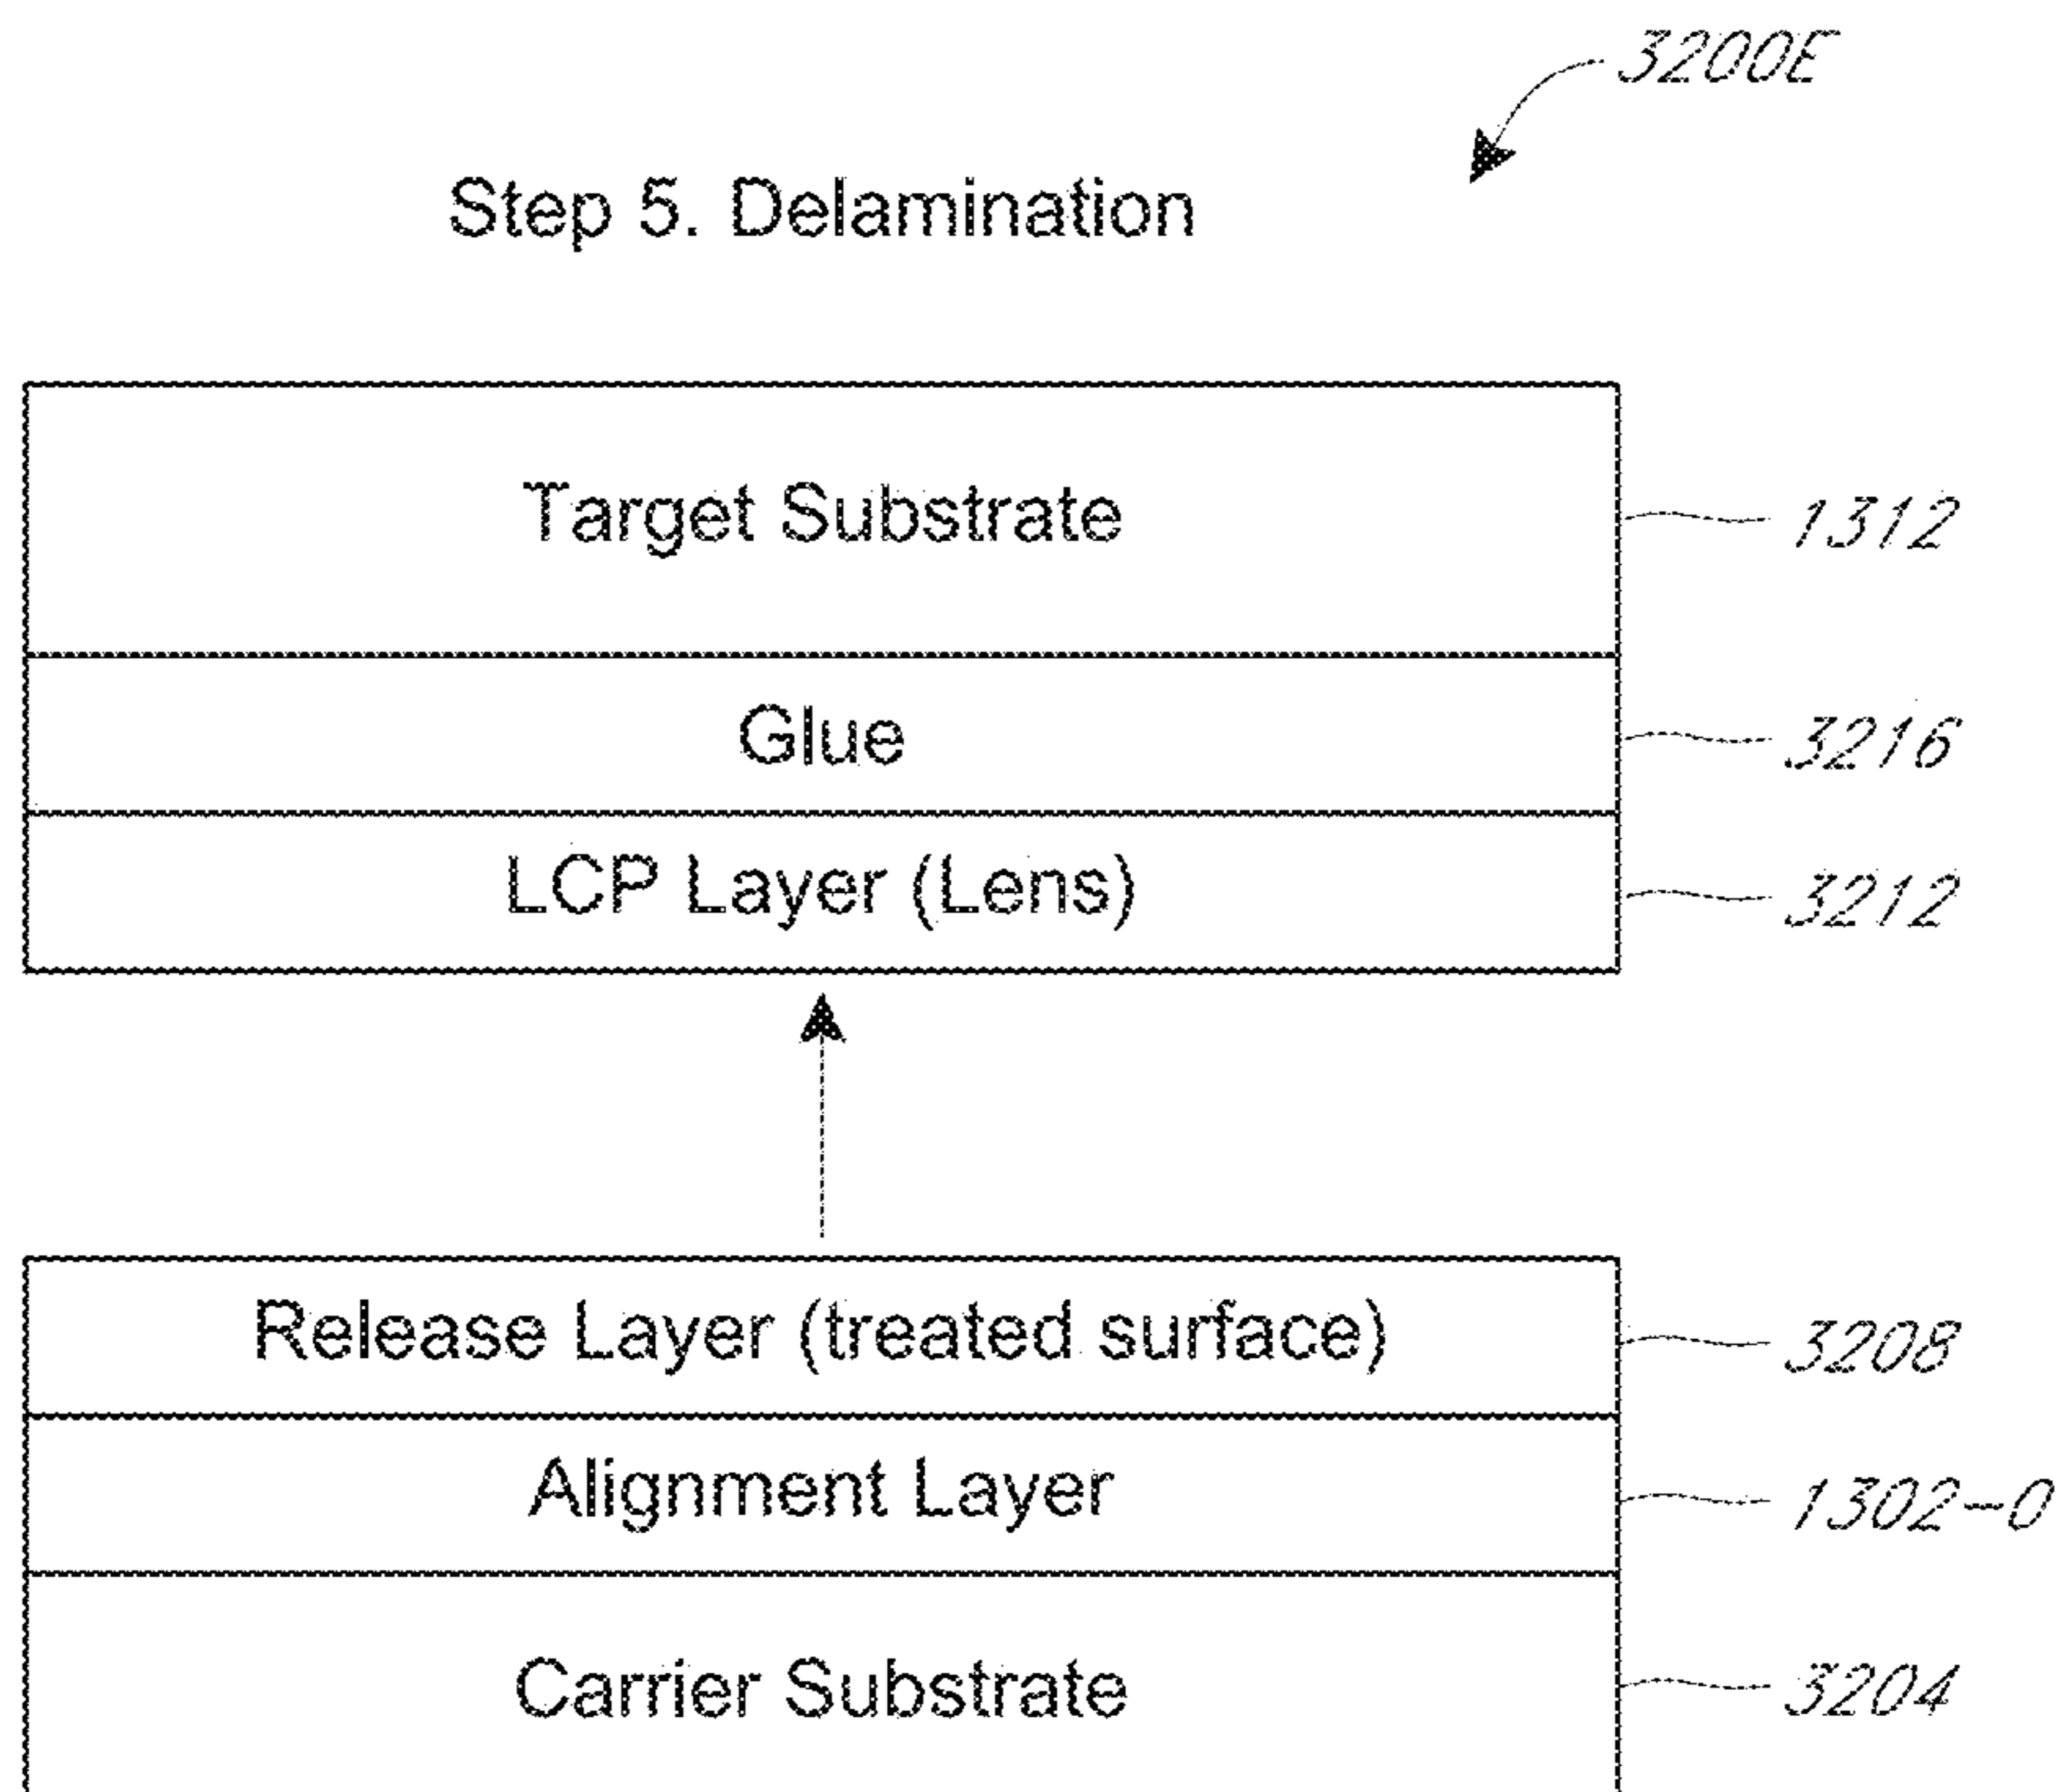 3200E
Step 5. Delamination
Target Substrate
1312
Glue
3216
LCP Layer (Lens)
3212
Release Layer (treated surface)
3208
Alignment Layer
1302-0
Carrier Substrate
3204